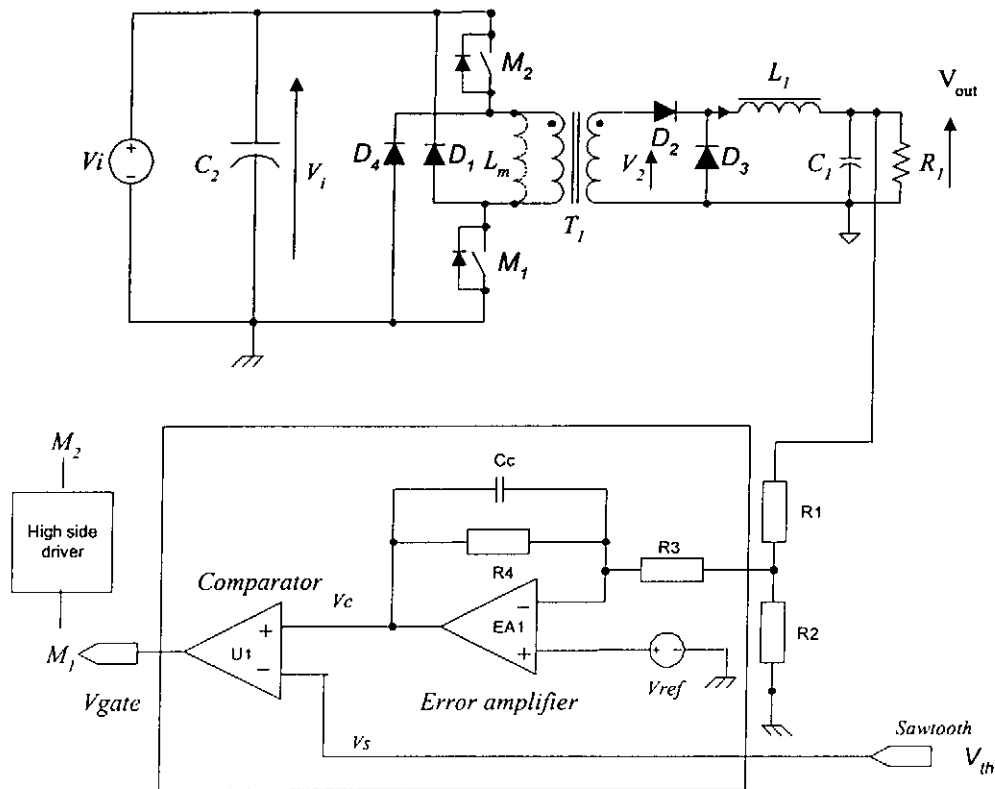 M2
L1
Vout
Vi
C2
Vi
D4
D1
Lm
V2
D2
D3
C1
R1
T1
M1
M2
High side
driver
M1
Vgate
Comparator
Vc
+
U1
−
Cc
R4
−
EA1
+
Error amplifier
R3
Vref
R1
R2
Vs
Sawtooth
Vth